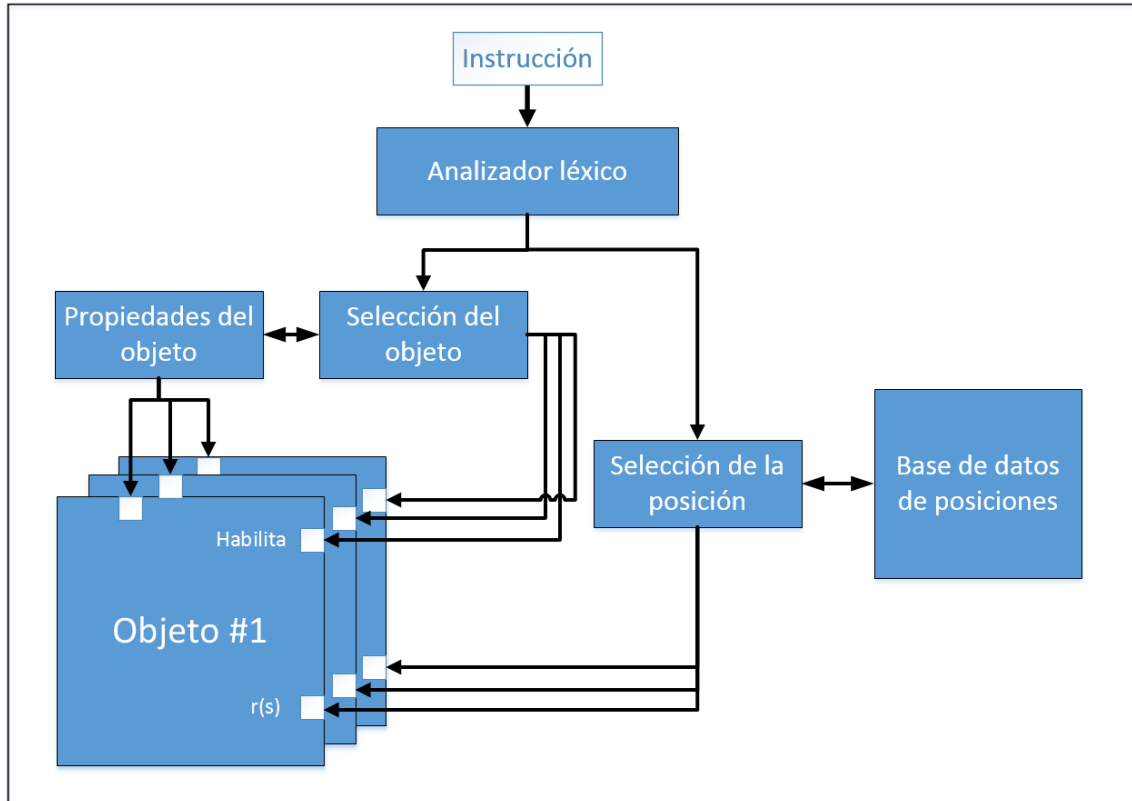 Instrucción
Analizador léxico
Propiedades del
objeto
Selección del
objeto
Selección de la
posición
Base de datos
de posiciones
Habilita
Objeto #1
r(s)